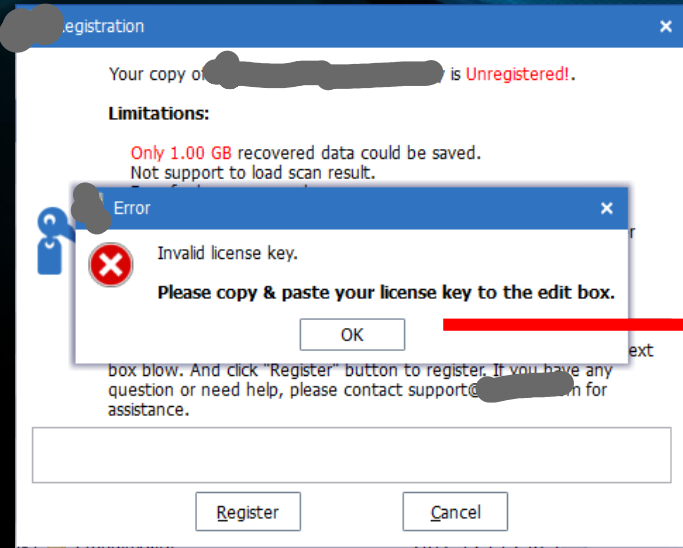 egistration
Your copy of is Unregistered!.
Limitations:
Only 1.00 GB recovered data could be saved.
Not support to load scan result.
Error
Invalid license key.
Please copy & paste your license key to the edit box.
OK
ext
box blow. And click "Register" button to register. If you have any
question or need help, please contact support@ for
assistance.
Register
Cancel